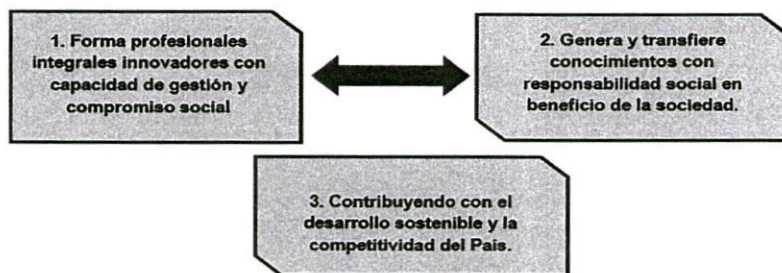 1. Forma profesionales
integrales innovadores con
capacidad de gestión y
compromiso social
2. Genera y transfiere
conocimientos con
responsabilidad social en
beneficio de la sociedad.
3. Contribuyendo con el
desarrollo sostenible y la
competitividad del País.